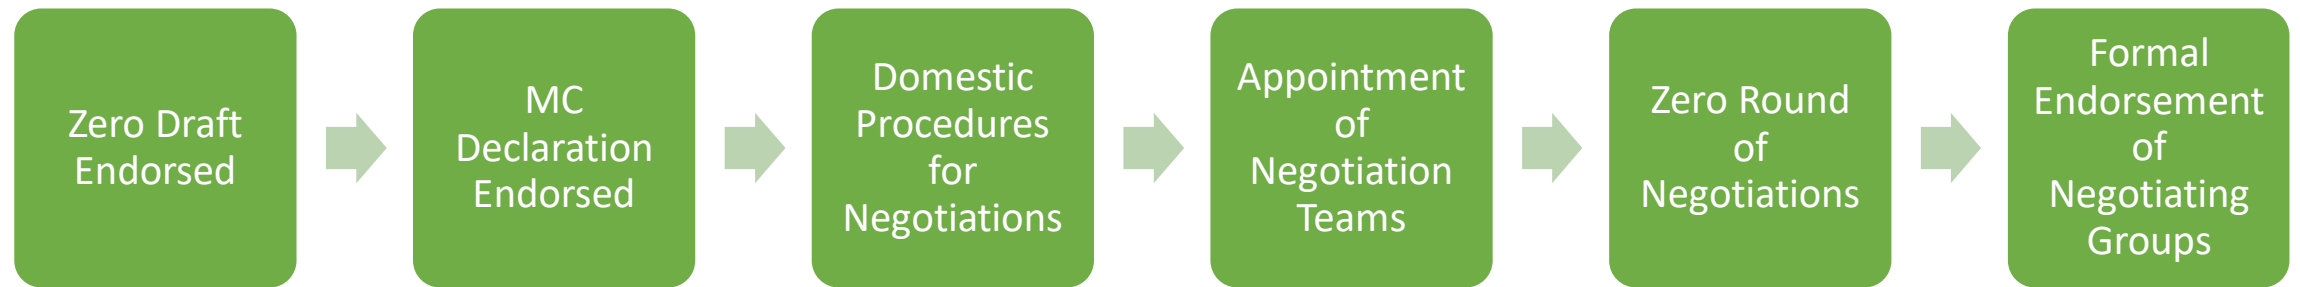 Zero Draft
Endorsed
MC
Declaration
Endorsed
Domestic
Procedures
for
Negotiations
Appointment
of
Negotiation
Teams
Zero Round
of
Negotiations
Formal
Endorsement
of
Negotiating
Groups